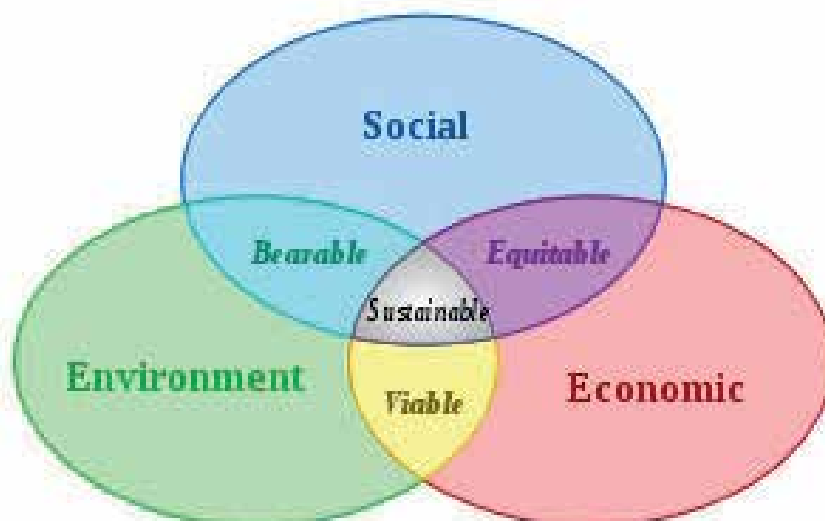 Social
Bearable
Equitable
Sustainable
Environment
Economic
Viable